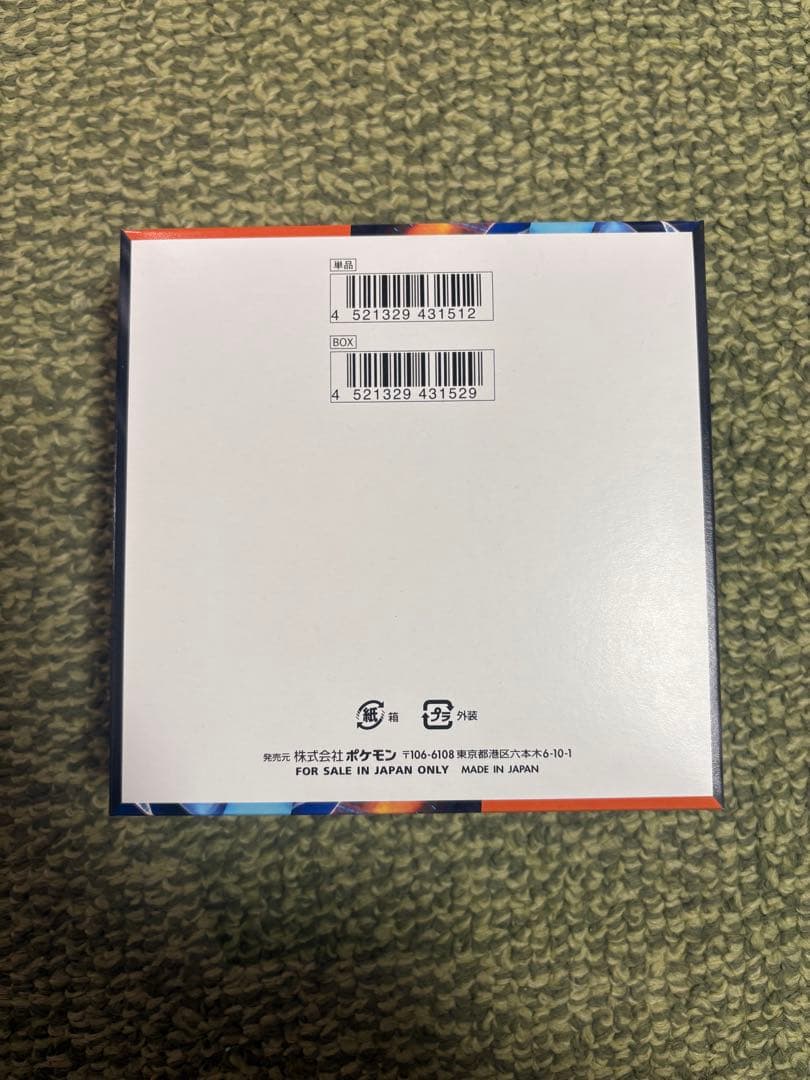 単品
4 521329 431512
BOX
4 521329 431529
紙 箱 プラ 外装
発売元 株式会社 ポケモン 〒106-6108 東京都港区六本木6-10-1
FOR SALE IN JAPAN ONLY MADE IN JAPAN